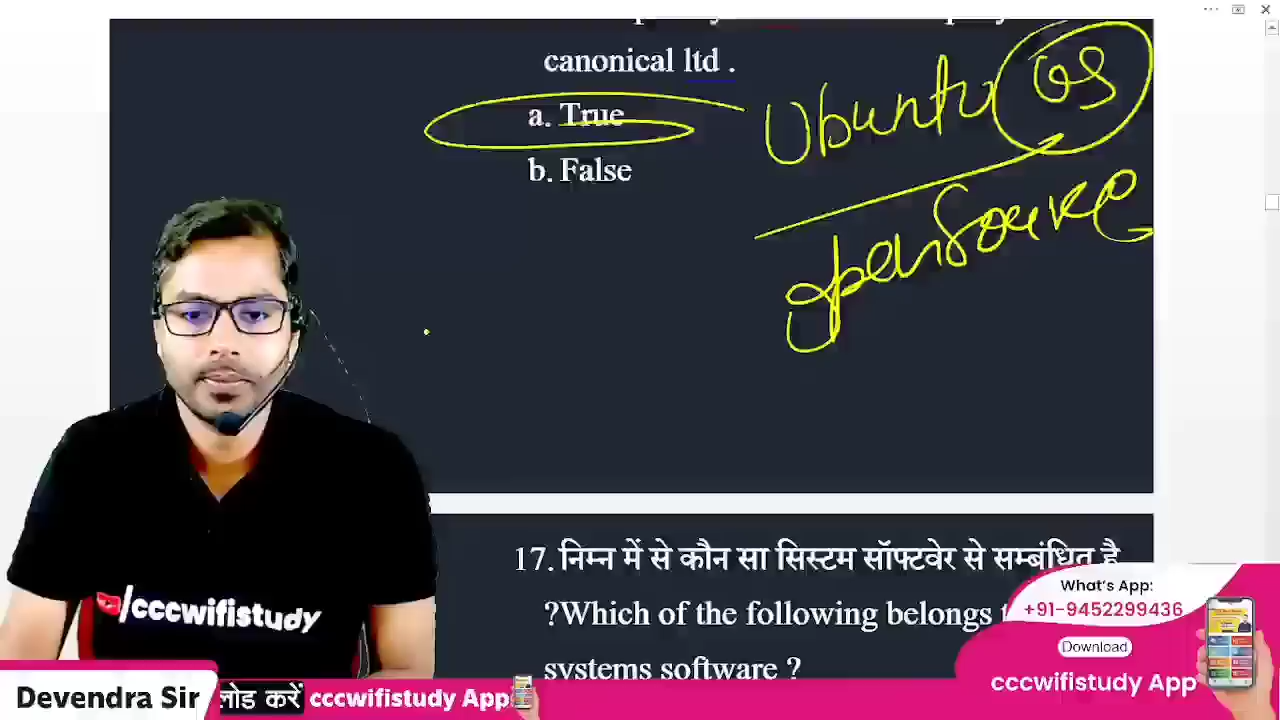 canonical ltd .
a. True
b. False
Ubuntu OS
opensource
17. निम्न में से कौन सा सिस्टम सॉफ्टवेर से सम्बंधित है
?Which of the following belongs
systems software ?
/cccwifistudy
What's App:
+91-9452299436
Download
cccwifistudy App
Devendra Sir
लोड करें cccwifistudy App